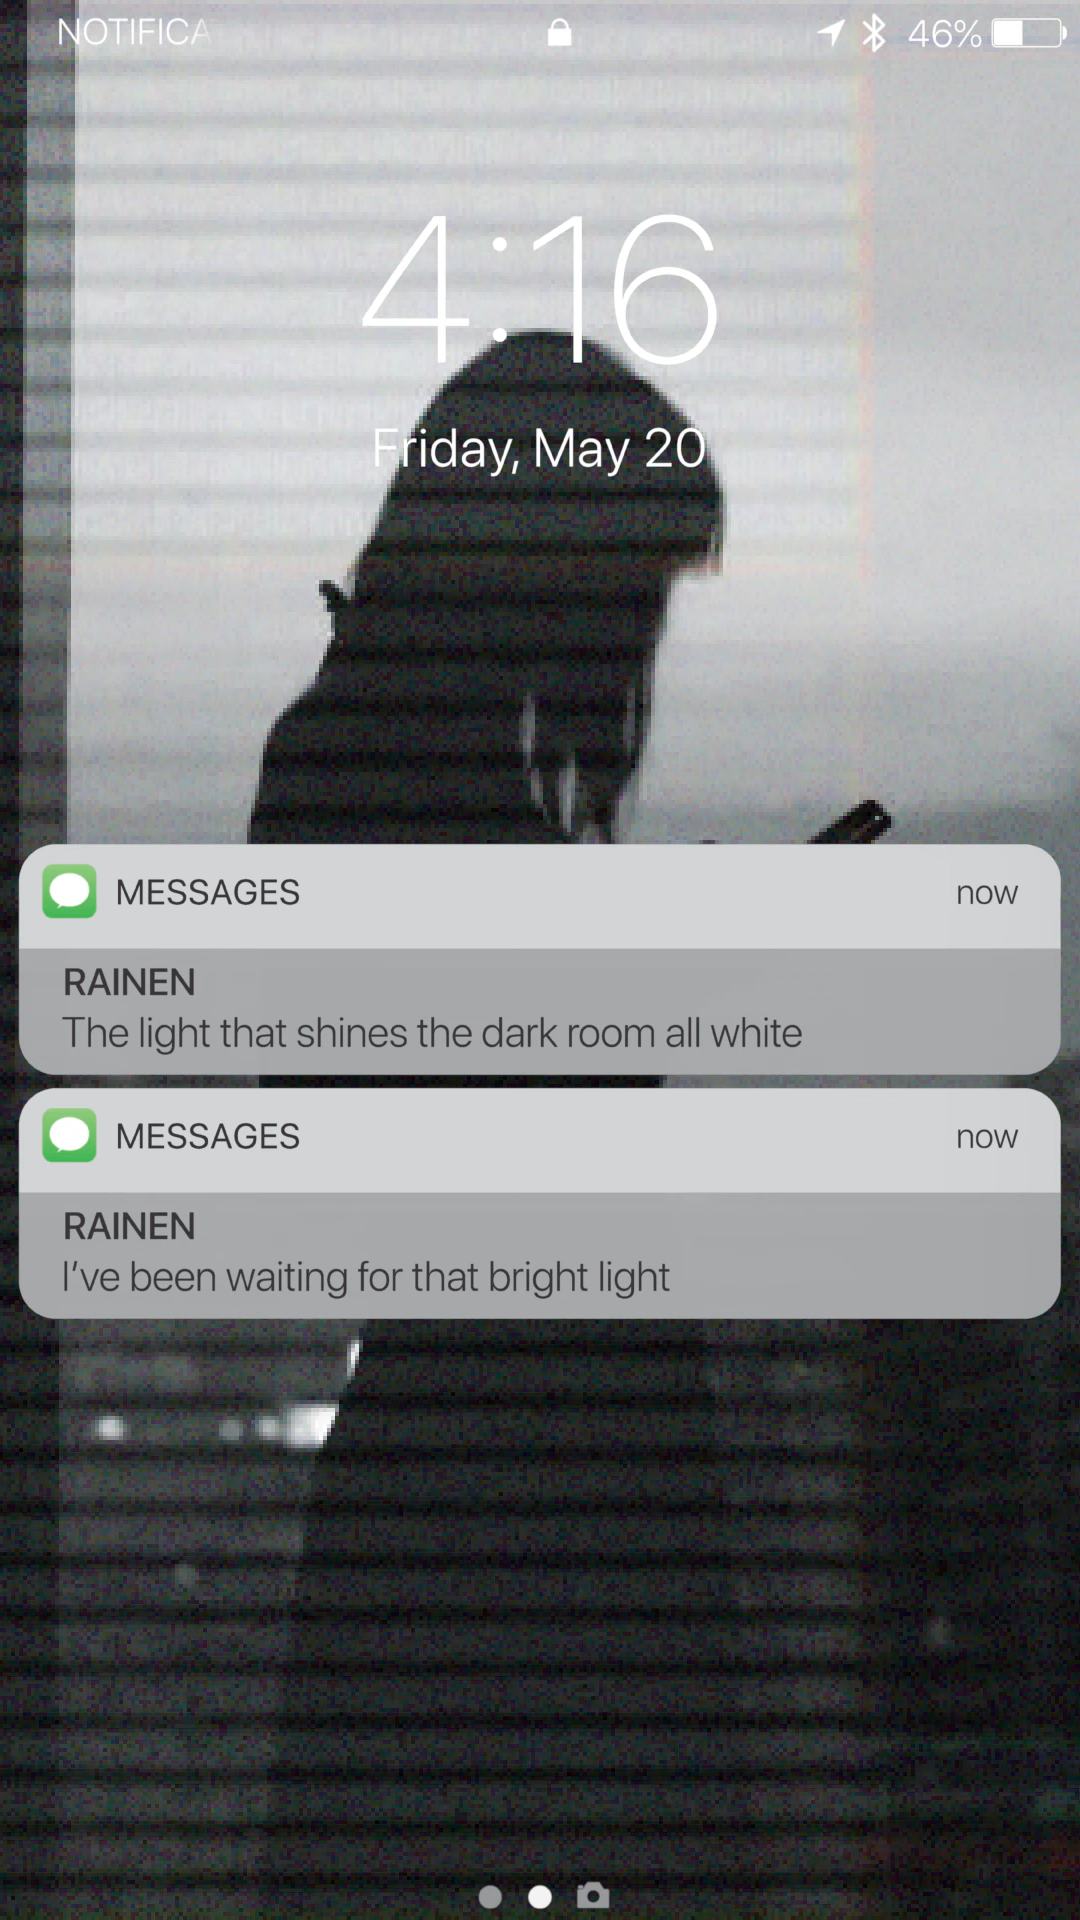 NOTIFICA
46%
4:16
Friday, May 20
MESSAGES now
RAINEN
The light that shines the dark room all white
MESSAGES now
RAINEN
I've been waiting for that bright light